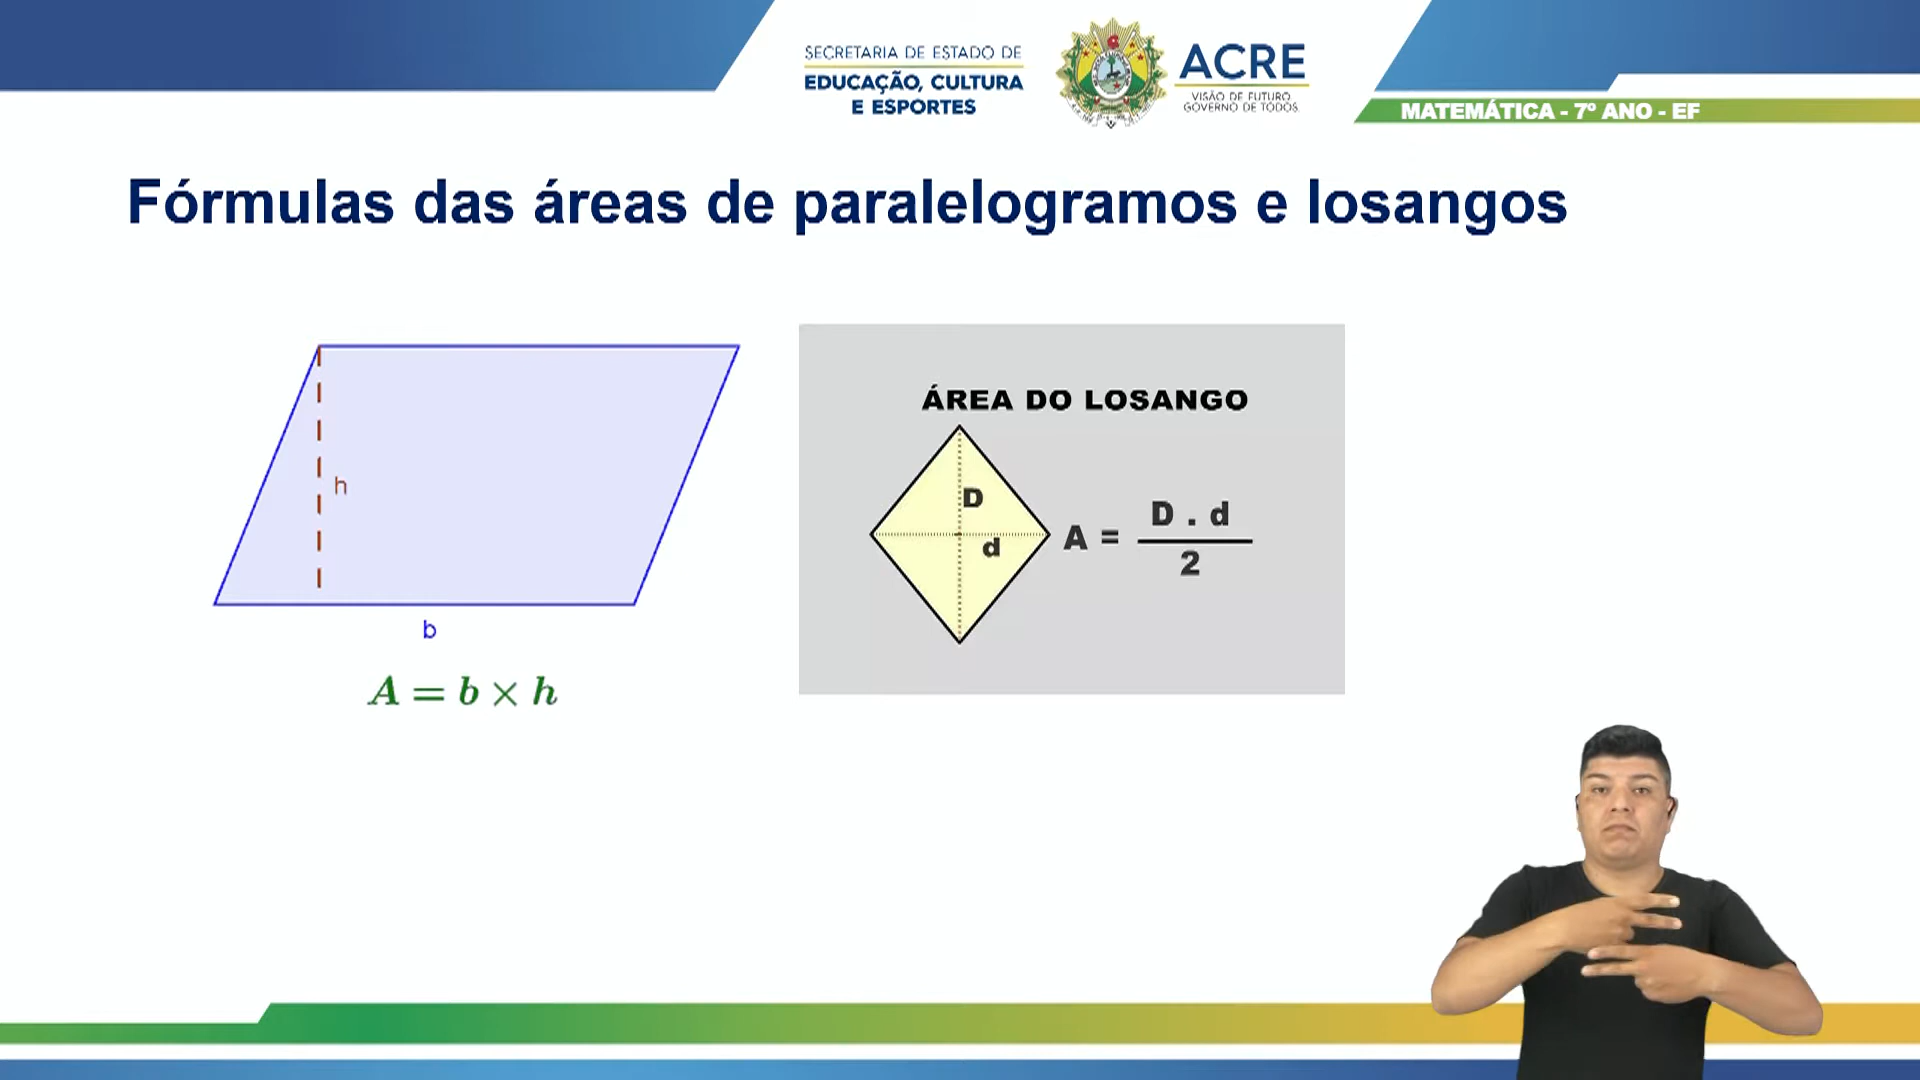 SECRETARIA DE ESTADO DE
EDUCAÇÃO, CULTURA
E ESPORTES
ACRE
VISÃO DE FUTURO
GOVERNO DE TODOS
MATEMÁTICA - 7º ANO - EF
Fórmulas das áreas de paralelogramos e losangos
h
b
A = b × h
ÁREA DO LOSANGO
D
d
A = D . d
2